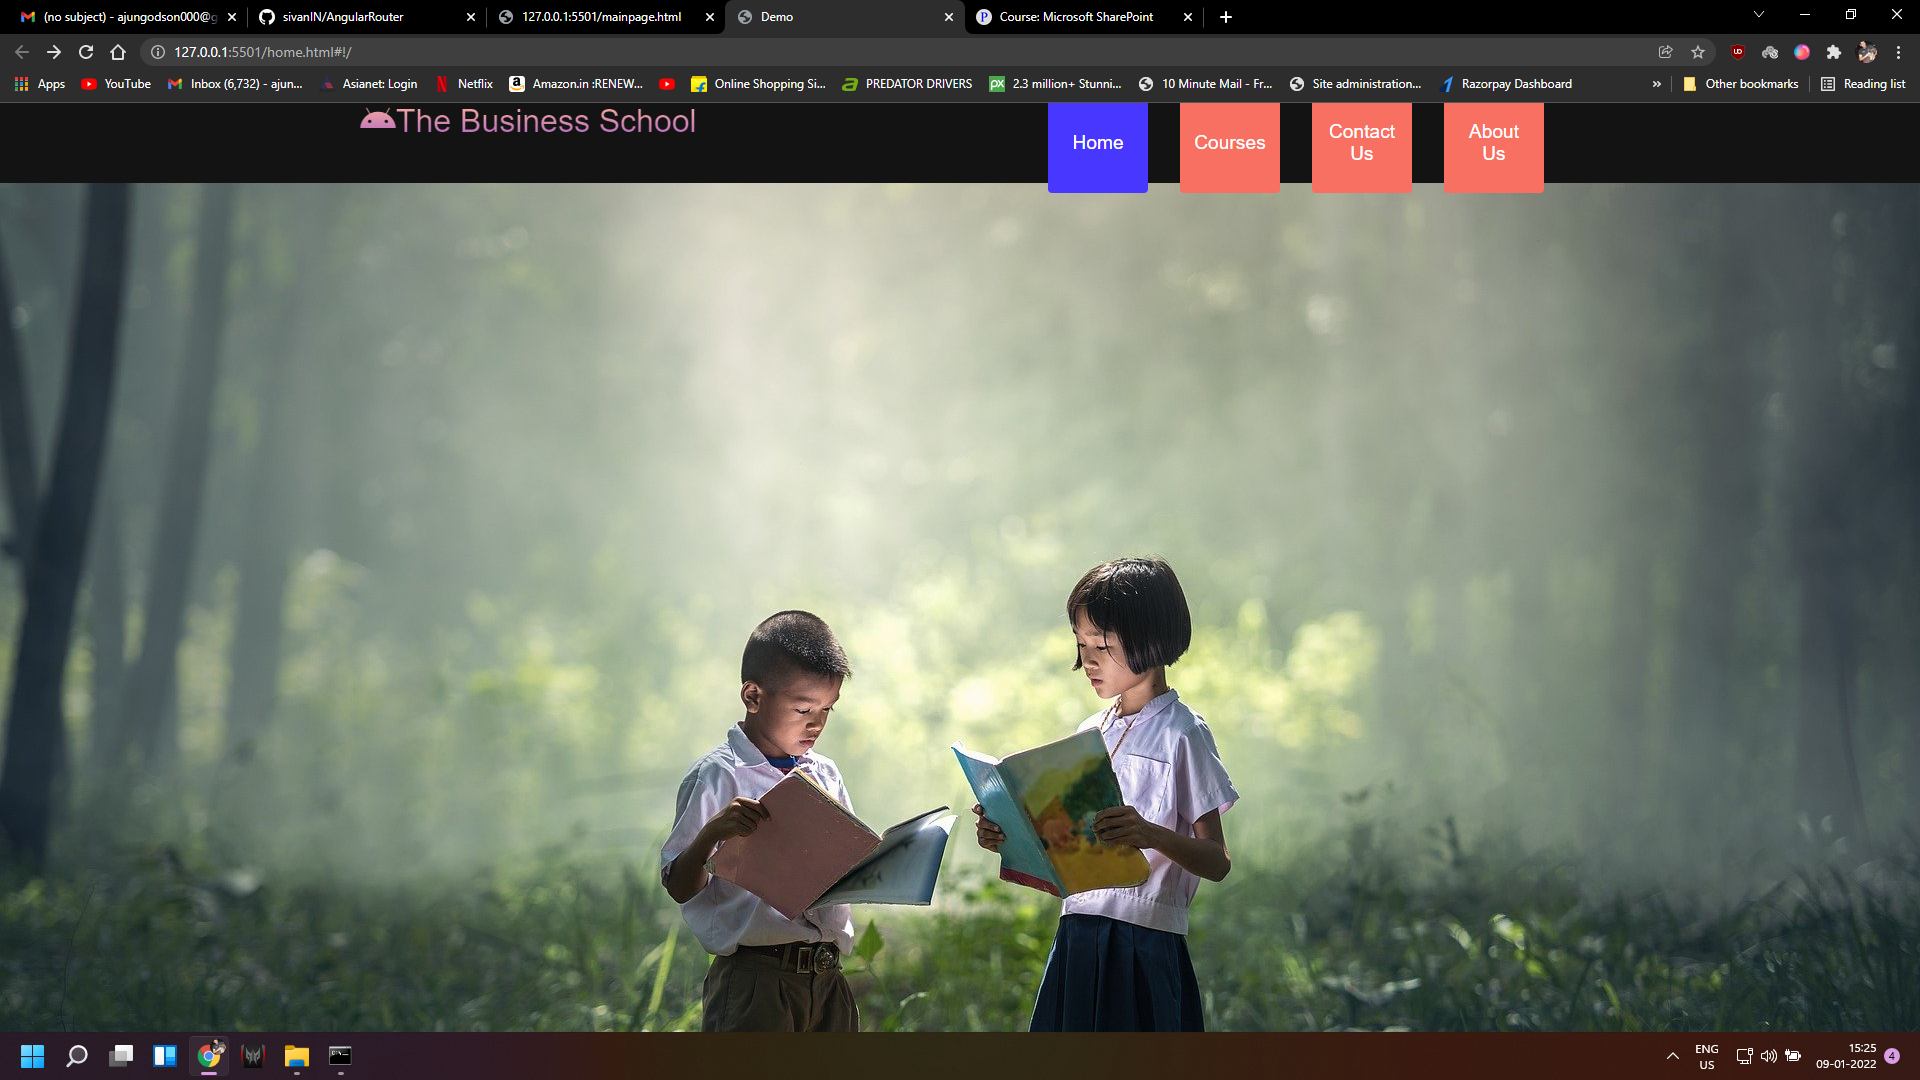 (no subject) - ajungodson000@g
sivanIN/AngularRouter
127.0.0.1:5501/mainpage.html
Demo
P
Course: Microsoft SharePoint
127.0.0.1:5501/home.html#!/
Apps
YouTube
Inbox (6,732) - ajun...
Asianet: Login
Netflix
Amazon.in :RENEW...
Online Shopping Si...
PREDATOR DRIVERS
px
2.3 million+ Stunni...
10 Minute Mail - Fr...
Site administration...
Razorpay Dashboard
»
Other bookmarks
Reading list
The Business School
Home
Courses
Contact
Us
About
Us
ENG
US
15:25
09-01-2022
4